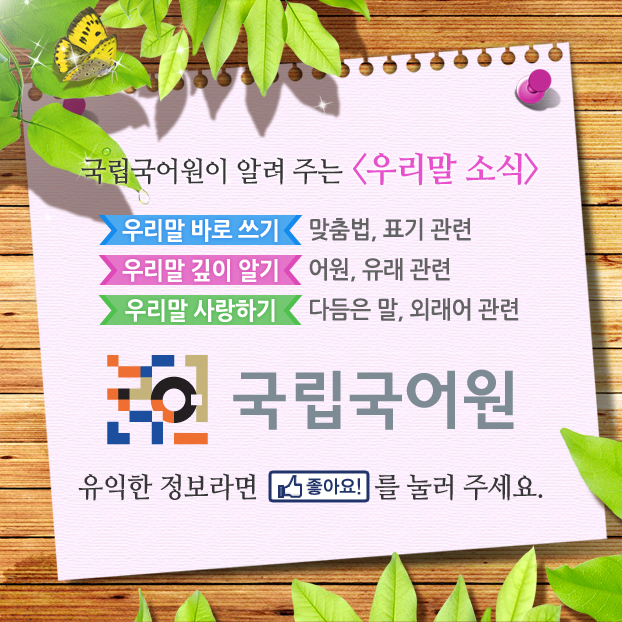 국립국어원이 알려 주는 〈우리말 소식〉
우리말 바로 쓰기 맞춤법, 표기 관련
우리말 깊이 알기 어원, 유래 관련
우리말 사랑하기 다듬은 말, 외래어 관련
국립국어원
유익한 정보라면 좋아요! 를 눌러 주세요.